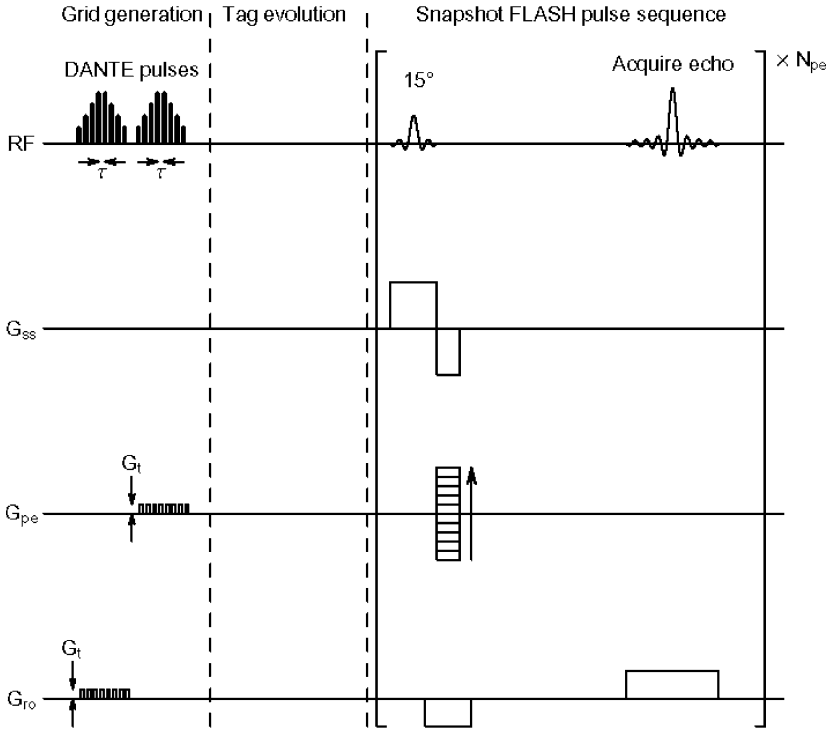 Grid generation
Tag evolution
Snapshot FLASH pulse sequence
DANTE pulses
15°
Acquire echo
× Npe
RF
τ
τ
Gss
Gt
Gpe
Gt
Gro